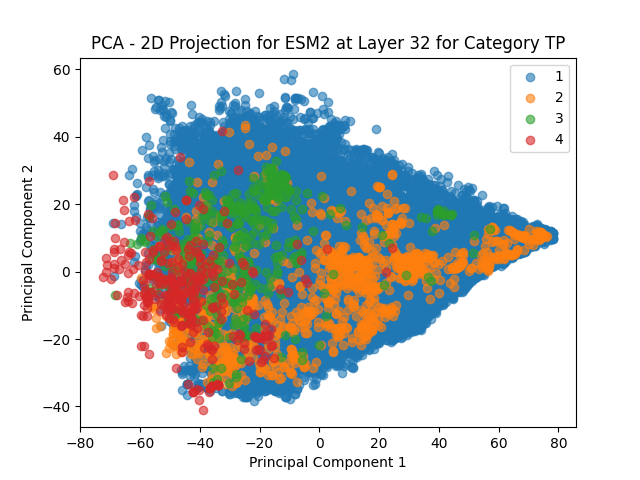 PCA - 2D Projection for ESM2 at Layer 32 for Category TP
60
40
20
0
−20
−40
Principal Component 2
1
2
3
4
−80 −60 −40 −20 0 20 40 60 80
Principal Component 1